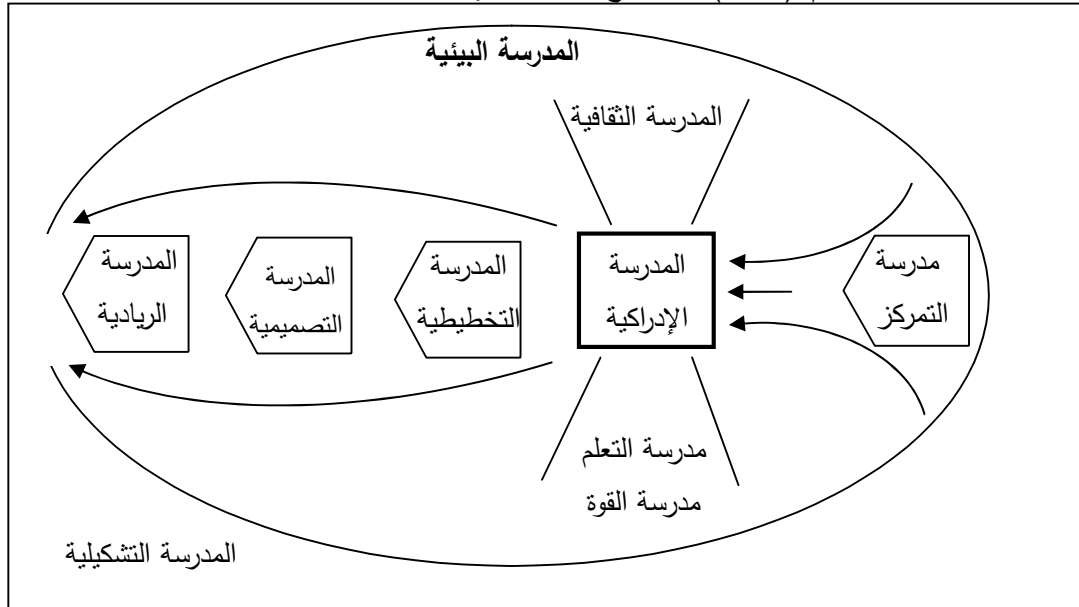 المدرسة البيئية
المدرسة الثقافية
مدرسة
التمركز
المدرسة
الإدراكية
المدرسة
التخطيطية
المدرسة
التصميمية
المدرسة
الريادية
مدرسة التعلم
مدرسة القوة
المدرسة التشكيلية